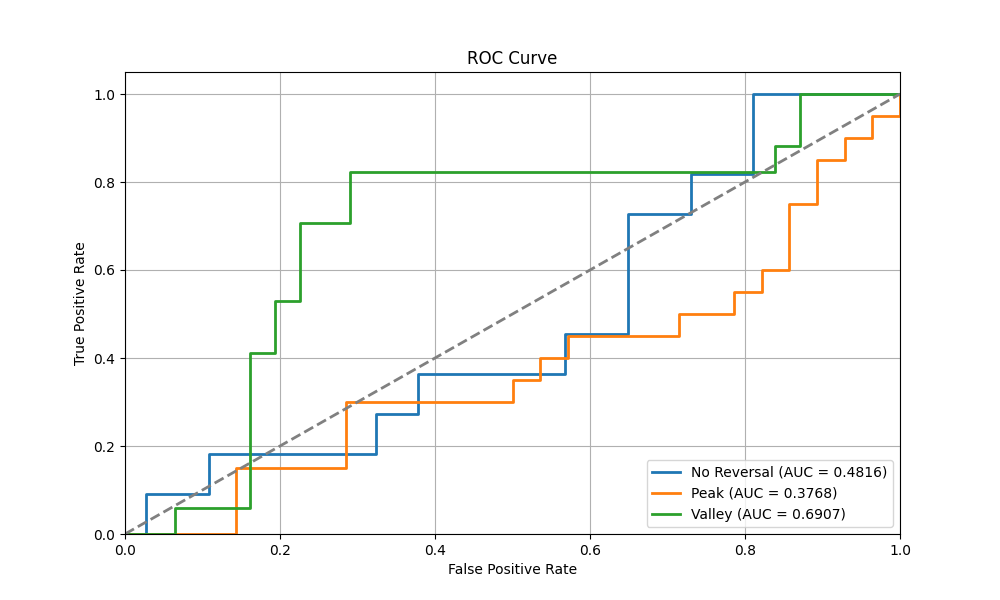 ROC Curve
1.0
0.8
0.6
0.4
0.2
0.0
True Positive Rate
0.0 0.2 0.4 0.6 0.8 1.0
False Positive Rate
No Reversal (AUC = 0.4816)
Peak (AUC = 0.3768)
Valley (AUC = 0.6907)